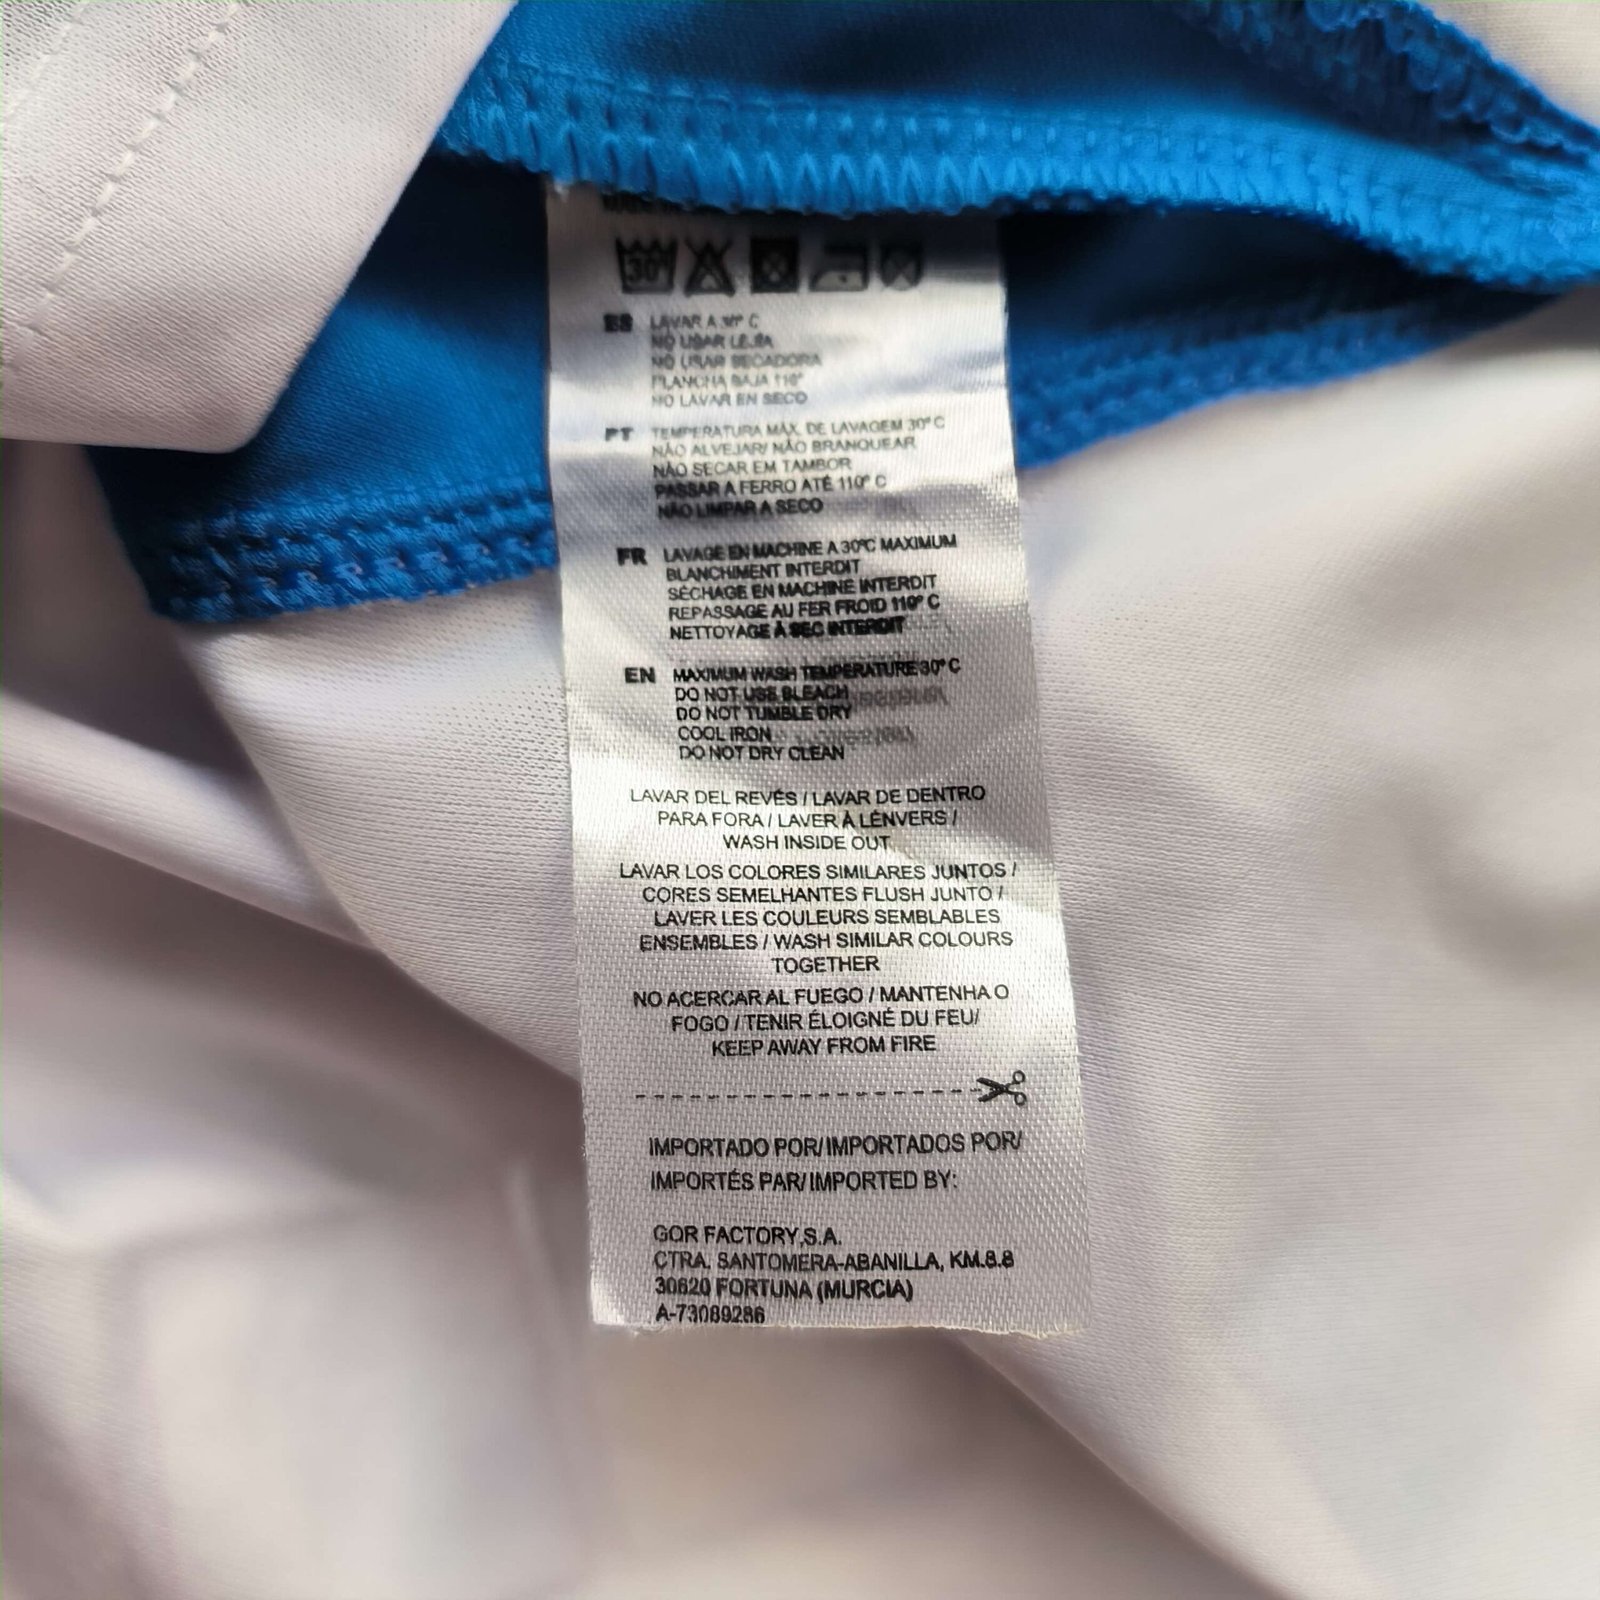 30°
ES LAVAR A 30° C
NO USAR LEJÍA
NO USAR SECADORA
PLANCHA BAJA 110°
NO LAVAR EN SECO
PT TEMPERATURA MÁX. DE LAVAGEM 30° C
NÃO ALVEJAR/ NÃO BRANQUEAR
NÃO SECAR EM TAMBOR
PASSAR A FERRO ATÉ 110° C
NÃO LIMPAR A SECO
FR LAVAGE EN MACHINE A 30°C MAXIMUM
BLANCHIMENT INTERDIT
SÉCHAGE EN MACHINE INTERDIT
REPASSAGE AU FER FROID 110° C
NETTOYAGE À SEC INTERDIT
EN MAXIMUM WASH TEMPERATURE 30° C
DO NOT USE BLEACH
DO NOT TUMBLE DRY
COOL IRON
DO NOT DRY CLEAN
LAVAR DEL REVÉS / LAVAR DE DENTRO
PARA FORA / LAVER À LÉNVERS /
WASH INSIDE OUT
LAVAR LOS COLORES SIMILARES JUNTOS /
CORES SEMELHANTES FLUSH JUNTO /
LAVER LES COULEURS SEMBLABLES
ENSEMBLES / WASH SIMILAR COLOURS
TOGETHER
NO ACERCAR AL FUEGO / MANTENHA O
FOGO / TENIR ÉLOIGNÉ DU FEU/
KEEP AWAY FROM FIRE
IMPORTADO POR/ IMPORTADOS POR/
IMPORTÉS PAR/ IMPORTED BY:
GOR FACTORY,S.A.
CTRA. SANTOMERA-ABANILLA, KM.8.8
30620 FORTUNA (MURCIA)
A-73089286